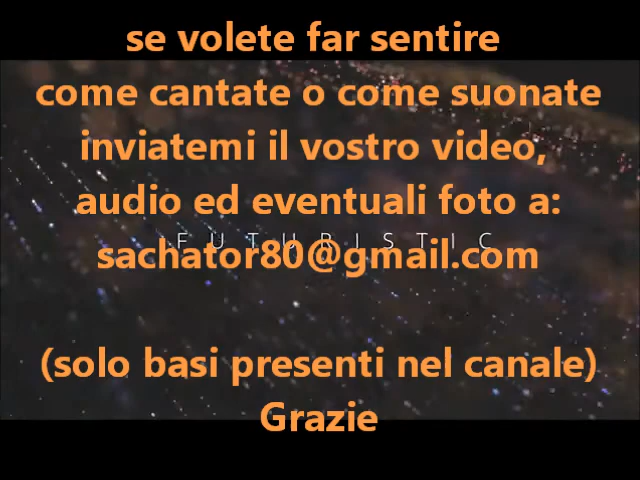 se volete far sentire
come cantate o come suonate
inviatemi il vostro video,
audio ed eventuali foto a:
FUTURISTIC
sachator80@gmail.com
(solo basi presenti nel canale)
Grazie